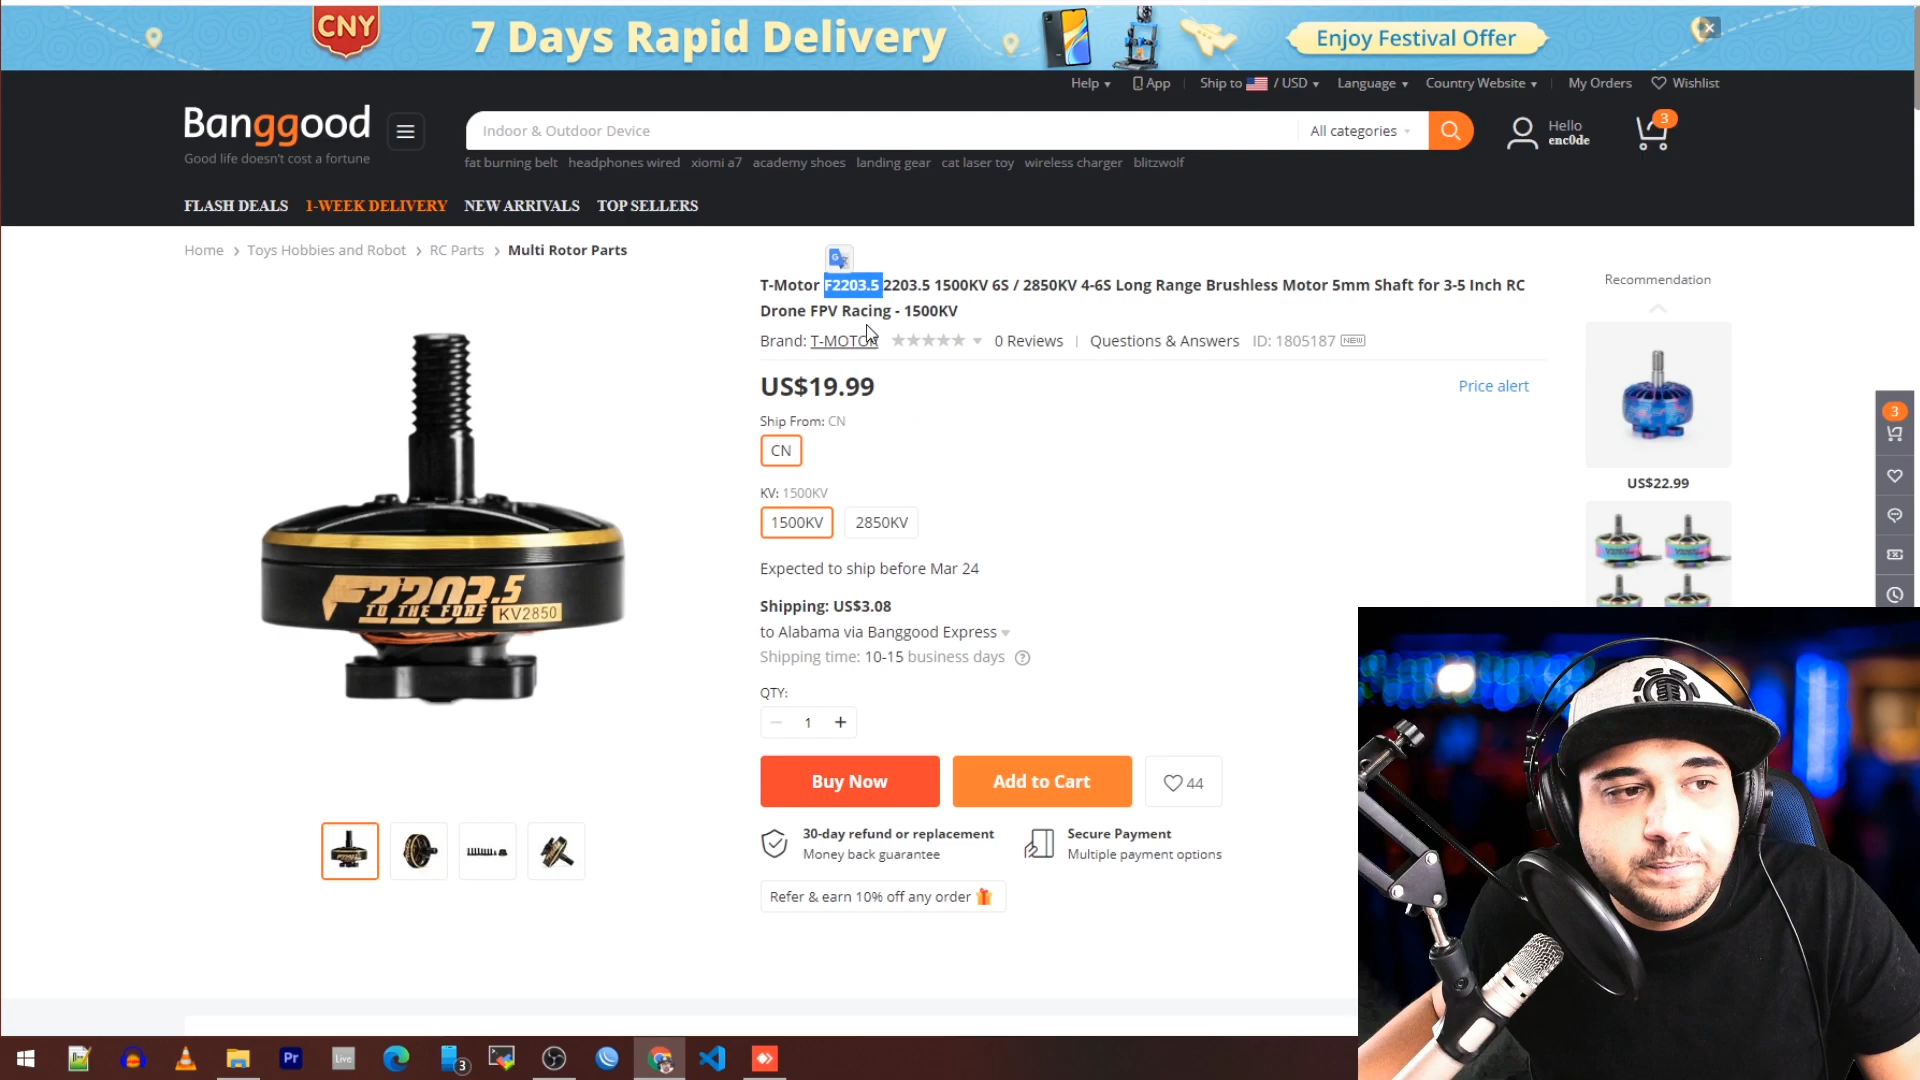 CNY
7 Days Rapid Delivery
Enjoy Festival Offer
Help
App
Ship to / USD
Language
Country Website
My Orders
Wishlist
Banggood
Good life doesn't cost a fortune
Indoor & Outdoor Device
All categories
Hello
enc0de
3
fat burning belt headphones wired xiomi a7 academy shoes landing gear cat laser toy wireless charger blitzwolf
FLASH DEALS 1-WEEK DELIVERY NEW ARRIVALS TOP SELLERS
Home > Toys Hobbies and Robot > RC Parts > Multi Rotor Parts
T-Motor F2203.5 2203.5 1500KV 6S / 2850KV 4-6S Long Range Brushless Motor 5mm Shaft for 3-5 Inch RC
Drone FPV Racing - 1500KV
Brand: T-MOTOR 0 Reviews | Questions & Answers ID: 1805187 NEW
US$19.99
Price alert
Ship From: CN
CN
KV: 1500KV
1500KV 2850KV
Expected to ship before Mar 24
Shipping: US$3.08
to Alabama via Banggood Express
Shipping time: 10-15 business days ?
QTY:
1
Buy Now
Add to Cart
44
30-day refund or replacement
Money back guarantee
Secure Payment
Multiple payment options
Refer & earn 10% off any order
F2203.5
TO THE FORE
KV2850
Recommendation
US$22.99
3
Pr
Live
3